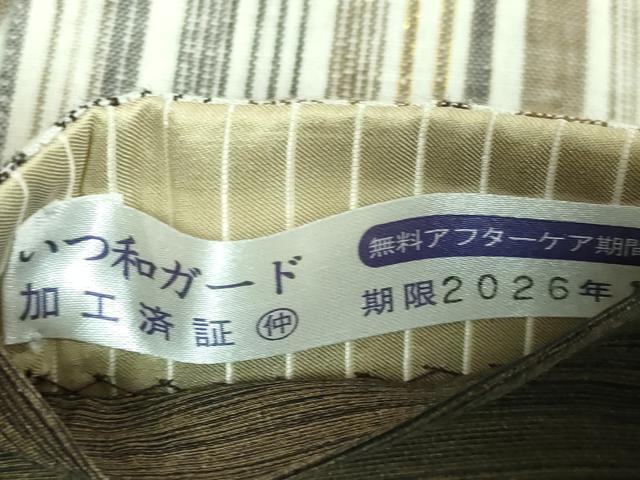 いつ和ガード
加工済証 ㊥
無料アフターケア期間
期限2026年